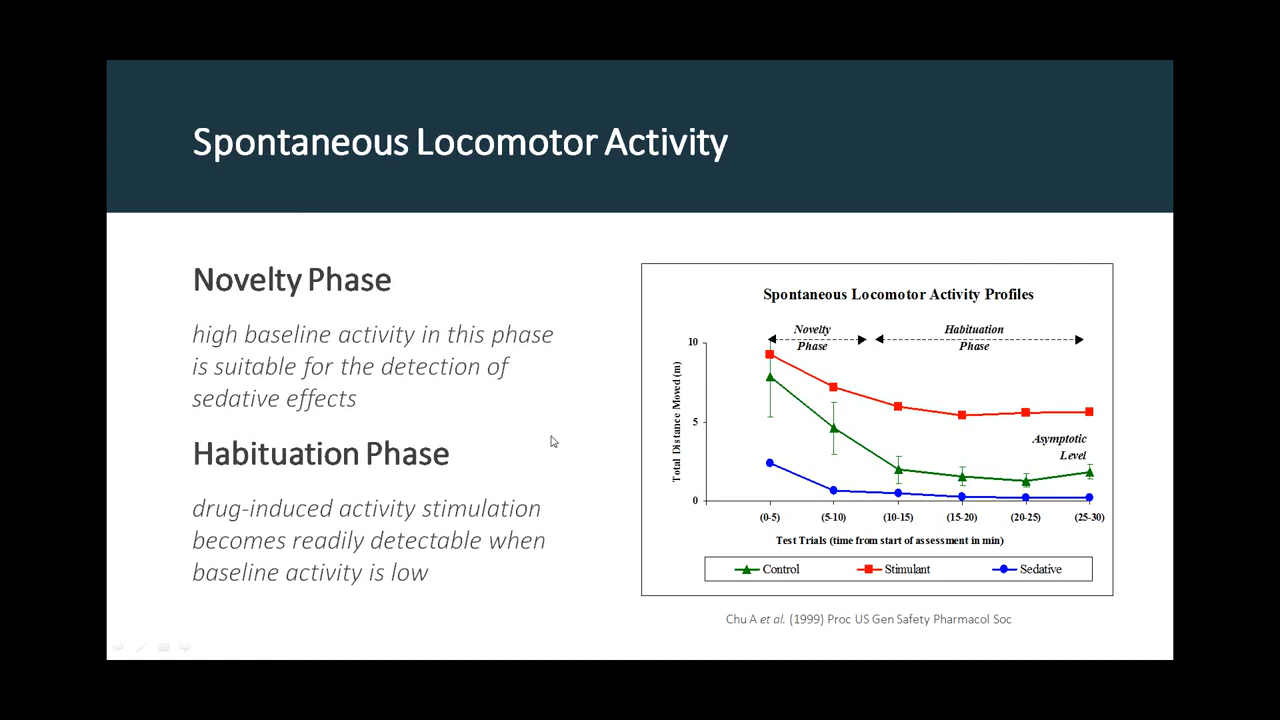 Spontaneous Locomotor Activity
Novelty Phase
high baseline activity in this phase
is suitable for the detection of
sedative effects
Habituation Phase
drug-induced activity stimulation
becomes readily detectable when
baseline activity is low
Spontaneous Locomotor Activity Profiles
Novelty
Phase
Habituation
Phase
10
5
0
Total Distance Moved (m)
Asymptotic
Level
(0-5) (5-10) (10-15) (15-20) (20-25) (25-30)
Test Trials (time from start of assessment in min)
Control Stimulant Sedative
Chu A et al. (1999) Proc US Gen Safety Pharmacol Soc